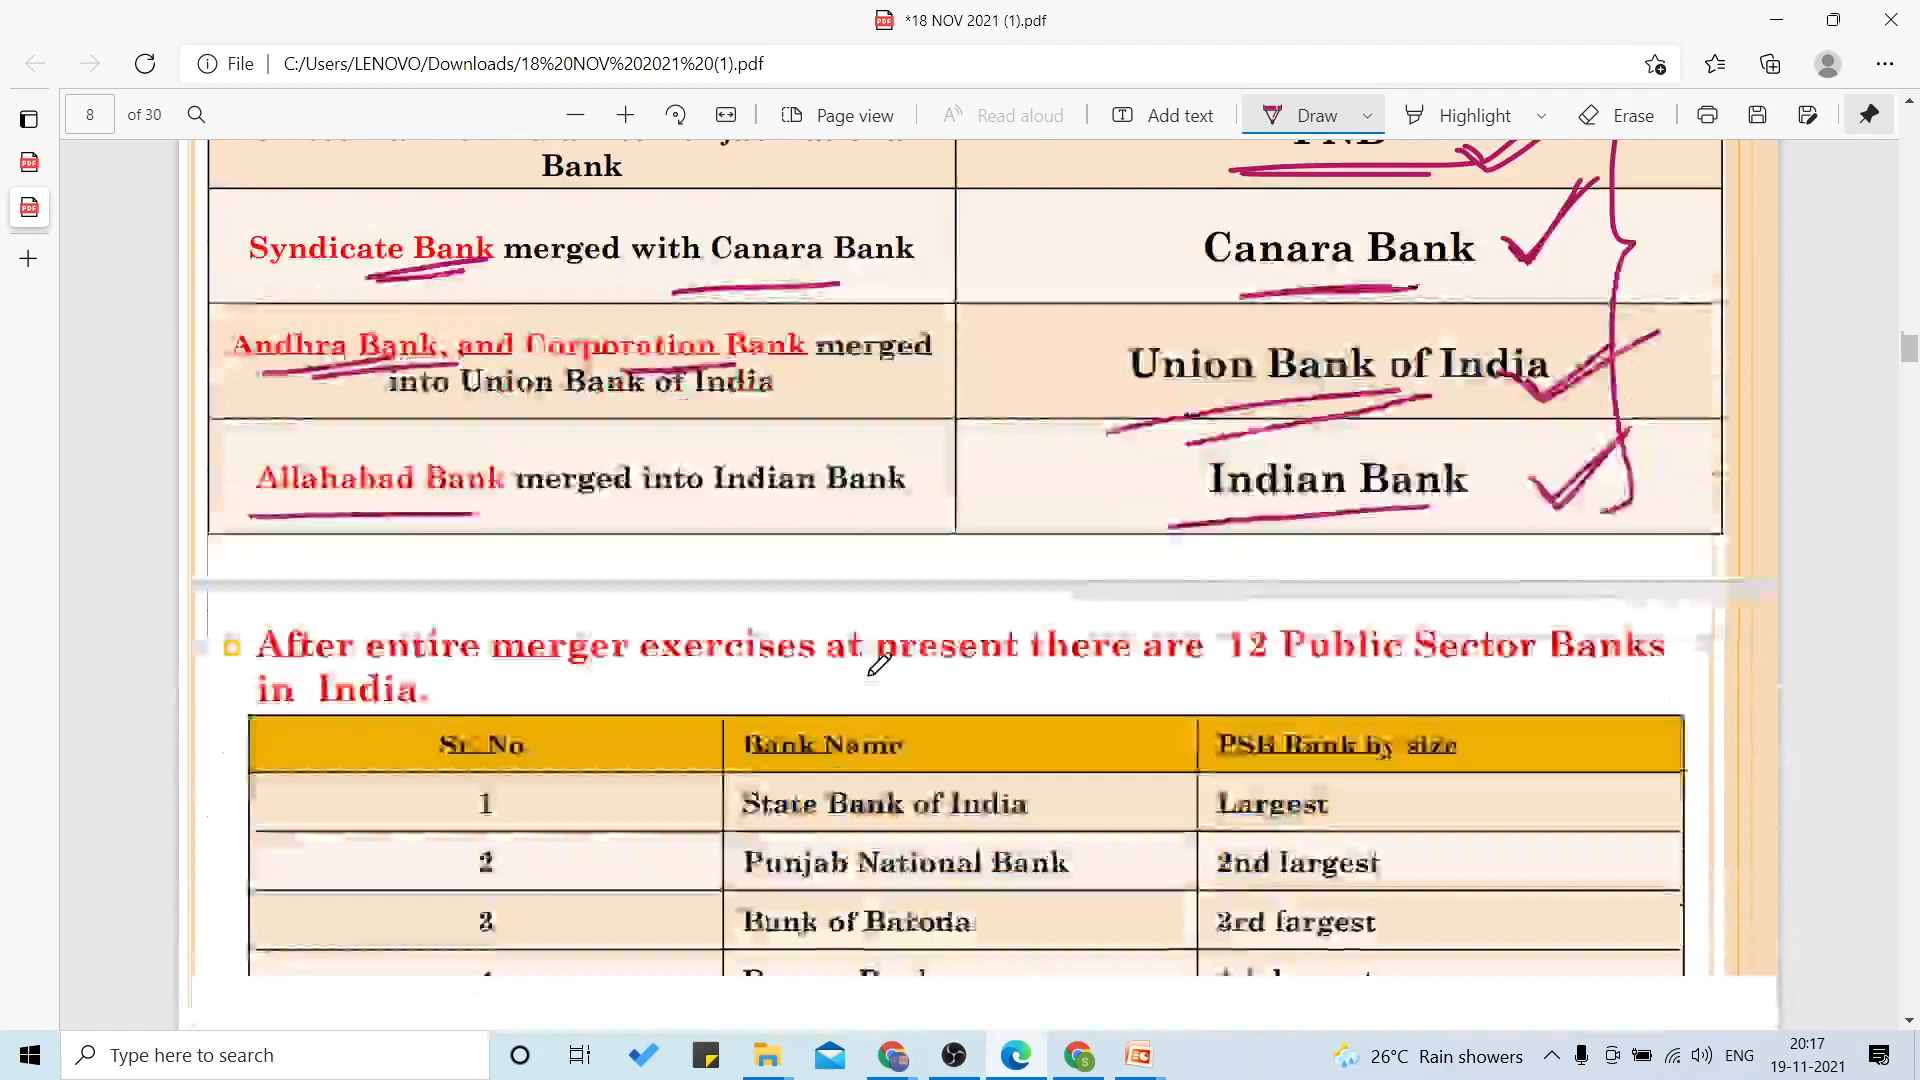 *18 NOV 2021 (1).pdf
File
C:/Users/LENOVO/Downloads/18%20NOV%202021%20(1).pdf
8 of 30
Page view
Read aloud
Add text
Draw
Highlight
Erase
Bank
PNB
Syndicate Bank merged with Canara Bank
Canara Bank
Andhra Bank, and Corporation Bank merged
into Union Bank of India
Union Bank of India
Allahabad Bank merged into Indian Bank
Indian Bank
After entire merger exercises at present there are 12 Public Sector Banks
in India.
Sr. No
Bank Name
PSB Rank by size
1
State Bank of India
Largest
2
Punjab National Bank
2nd largest
3
Bank of Baroda
3rd largest
Type here to search
26°C Rain showers
ENG
20:17
19-11-2021